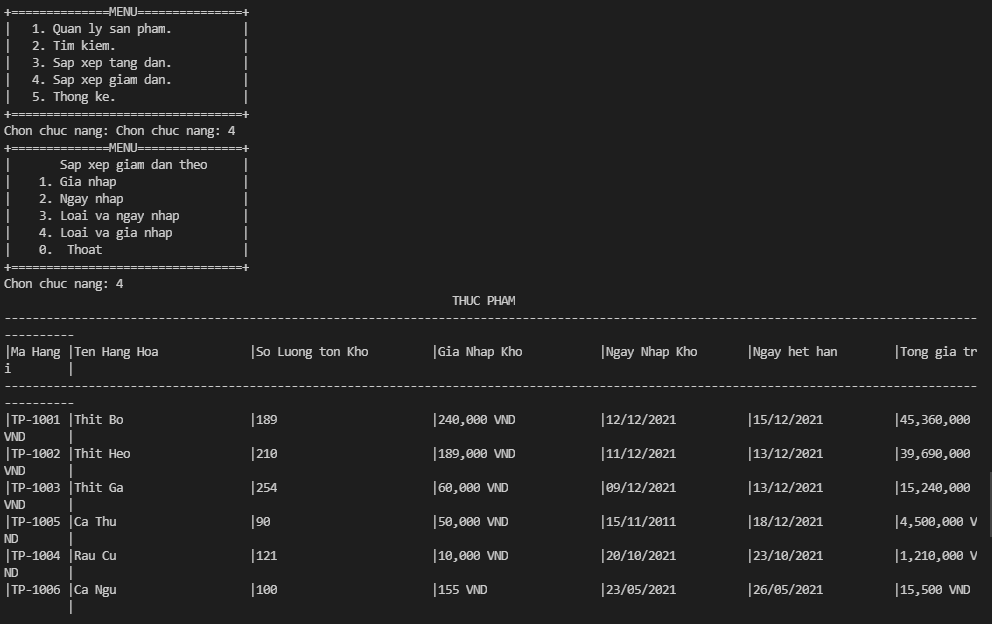 +==============MENU===============+
|   1. Quan ly san pham.          |
|   2. Tim kiem.                  |
|   3. Sap xep tang dan.          |
|   4. Sap xep giam dan.          |
|   5. Thong ke.                  |
+=================================+
Chon chuc nang: Chon chuc nang: 4
+==============MENU===============+
|       Sap xep giam dan theo     |
|    1. Gia nhap                  |
|    2. Ngay nhap                 |
|    3. Loai va ngay nhap         |
|    4. Loai va gia nhap          |
|    0.  Thoat                    |
+=================================+
Chon chuc nang: 4
THUC PHAM
-------------------------------------------------------------------------------------------------------------------------------------------
----------
|Ma Hang |Ten Hang Hoa             |So Luong ton Kho         |Gia Nhap Kho           |Ngay Nhap Kho       |Ngay het han        |Tong gia tr
i        |
-------------------------------------------------------------------------------------------------------------------------------------------
----------
|TP-1001 |Thit Bo                  |189                      |240,000 VND            |12/12/2021          |15/12/2021          |45,360,000
VND      |
|TP-1002 |Thit Heo                 |210                      |189,000 VND            |11/12/2021          |13/12/2021          |39,690,000
VND      |
|TP-1003 |Thit Ga                  |254                      |60,000 VND             |09/12/2021          |13/12/2021          |15,240,000
VND      |
|TP-1005 |Ca Thu                   |90                       |50,000 VND             |15/11/2011          |18/12/2021          |4,500,000 V
ND       |
|TP-1004 |Rau Cu                   |121                      |10,000 VND             |20/10/2021          |23/10/2021          |1,210,000 V
ND       |
|TP-1006 |Ca Ngu                   |100                      |155 VND                |23/05/2021          |26/05/2021          |15,500 VND
         |